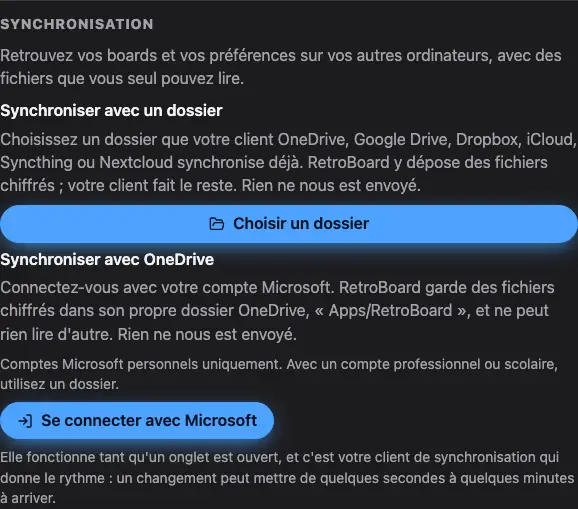 SYNCHRONISATION
Retrouvez vos boards et vos préférences sur vos autres ordinateurs, avec des
fichiers que vous seul pouvez lire.
Synchroniser avec un dossier
Choisissez un dossier que votre client OneDrive, Google Drive, Dropbox, iCloud,
Syncthing ou Nextcloud synchronise déjà. RetroBoard y dépose des fichiers
chiffrés ; votre client fait le reste. Rien ne nous est envoyé.
Choisir un dossier
Synchroniser avec OneDrive
Connectez-vous avec votre compte Microsoft. RetroBoard garde des fichiers
chiffrés dans son propre dossier OneDrive, « Apps/RetroBoard », et ne peut
rien lire d'autre. Rien ne nous est envoyé.
Comptes Microsoft personnels uniquement. Avec un compte professionnel ou scolaire,
utilisez un dossier.
Se connecter avec Microsoft
Elle fonctionne tant qu'un onglet est ouvert, et c'est votre client de synchronisation qui
donne le rythme : un changement peut mettre de quelques secondes à quelques minutes
à arriver.